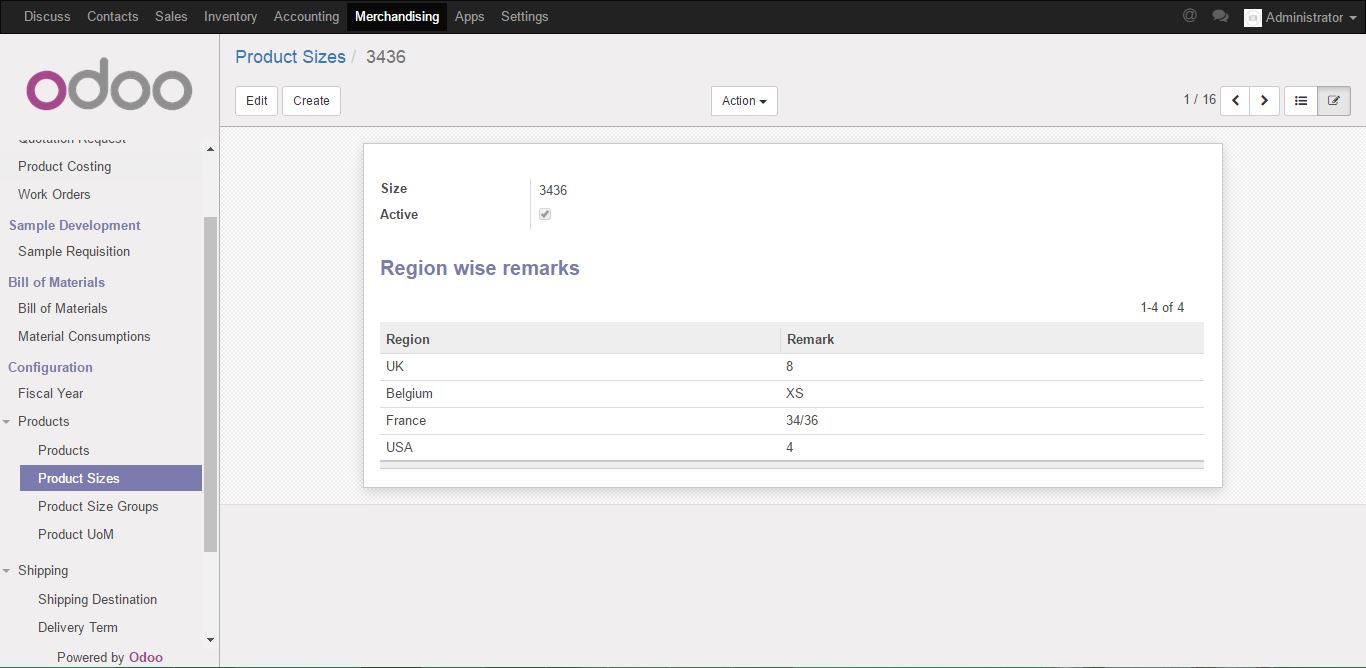 Discuss Contacts Sales Inventory Accounting Merchandising Apps Settings @ Administrator
odoo
Quotation Request
Product Costing
Work Orders
Sample Development
Sample Requisition
Bill of Materials
Bill of Materials
Material Consumptions
Configuration
Fiscal Year
Products
Products
Product Sizes
Product Size Groups
Product UoM
Shipping
Shipping Destination
Delivery Term
Powered by Odoo
Product Sizes / 3436
Edit Create Action 1 / 16
Size 3436
Active
Region wise remarks
1-4 of 4
Region Remark
UK 8
Belgium XS
France 34/36
USA 4